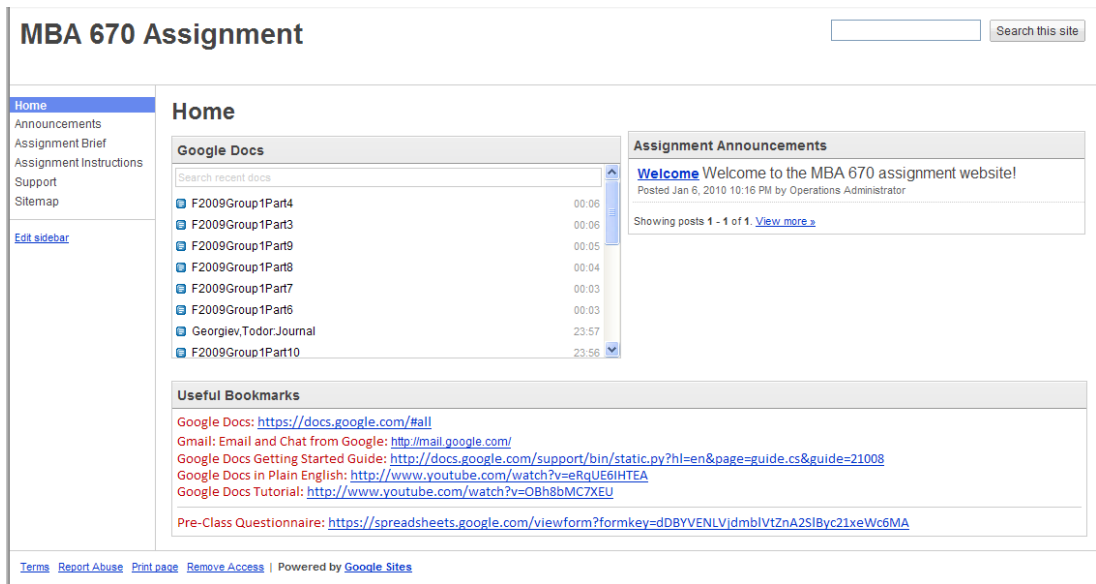 MBA 670 Assignment
Search this site
Home
Announcements
Assignment Brief
Assignment Instructions
Support
Sitemap
Edit sidebar
Home
Google Docs
Search recent docs
F2009Group1Part4 00:06
F2009Group1Part3 00:06
F2009Group1Part9 00:05
F2009Group1Part8 00:04
F2009Group1Part7 00:03
F2009Group1Part6 00:03
Georgiev,Todor:Journal 23:57
F2009Group1Part10 23:56
Assignment Announcements
Welcome Welcome to the MBA 670 assignment website!
Posted Jan 6, 2010 10:16 PM by Operations Administrator
Showing posts 1 - 1 of 1. View more »
Useful Bookmarks
Google Docs: https://docs.google.com/#all
Gmail: Email and Chat from Google: http://mail.google.com/
Google Docs Getting Started Guide: http://docs.google.com/support/bin/static.py?hl=en&page=guide.cs&guide=21008
Google Docs in Plain English: http://www.youtube.com/watch?v=eRqUE6IHTEA
Google Docs Tutorial: http://www.youtube.com/watch?v=OBh8bMC7XEU
Pre-Class Questionnaire: https://spreadsheets.google.com/viewform?formkey=dDBYVENLVjdmblVtZnA2SlByc21xeWc6MA
Terms Report Abuse Print page Remove Access | Powered by Google Sites